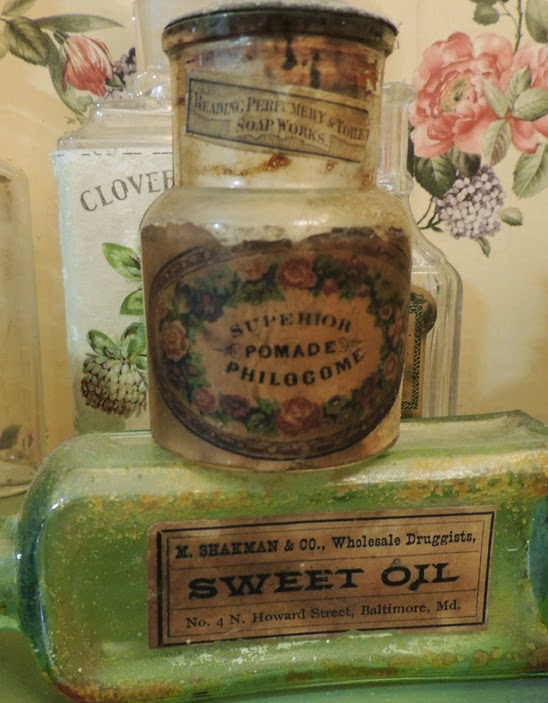 READING PERFUMERY & TOILET
SOAP WORKS.
CLOVER
SUPERIOR
POMADE
PHILOCOME
M. SHAKMAN & CO., Wholesale Druggists,
SWEET OIL
No. 4 N. Howard Street, Baltimore, Md.